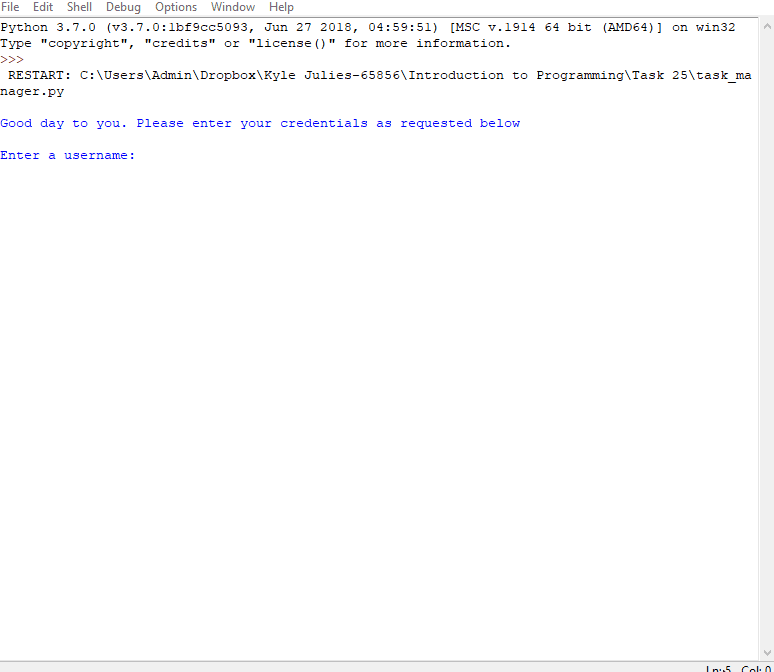 File Edit Shell Debug Options Window Help
Python 3.7.0 (v3.7.0:1bf9cc5093, Jun 27 2018, 04:59:51) [MSC v.1914 64 bit (AMD64)] on win32
Type "copyright", "credits" or "license()" for more information.
>>>
RESTART: C:\Users\Admin\Dropbox\Kyle Julies-65856\Introduction to Programming\Task 25\task_ma
nager.py
Good day to you. Please enter your credentials as requested below
Enter a username:
Ln: 5 Col: 0